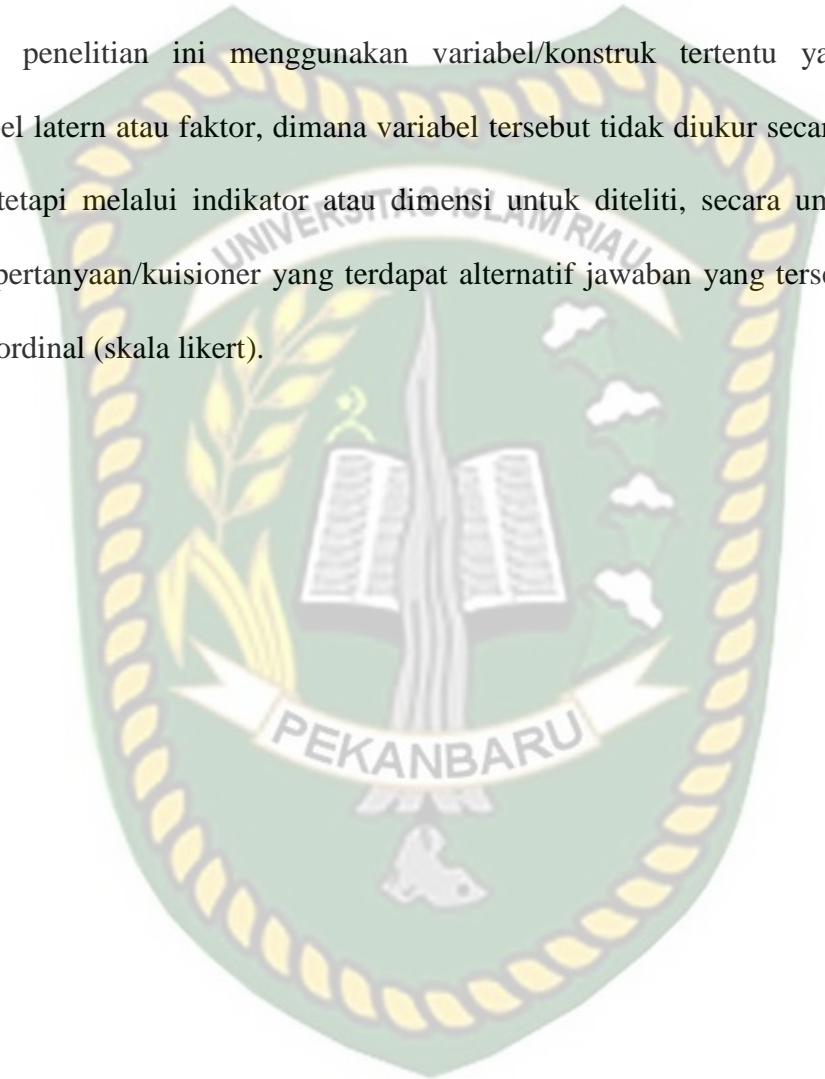 penelitian ini menggunakan variabel/konstruk tertentu ya
el latern atau faktor, dimana variabel tersebut tidak diukur secar
tetapi melalui indikator atau dimensi untuk diteliti, secara un
pertanyaan/kuisioner yang terdapat alternatif jawaban yang terse
ordinal (skala likert).
UNIVERSITAS ISLAM RIAU
PEKANBARU